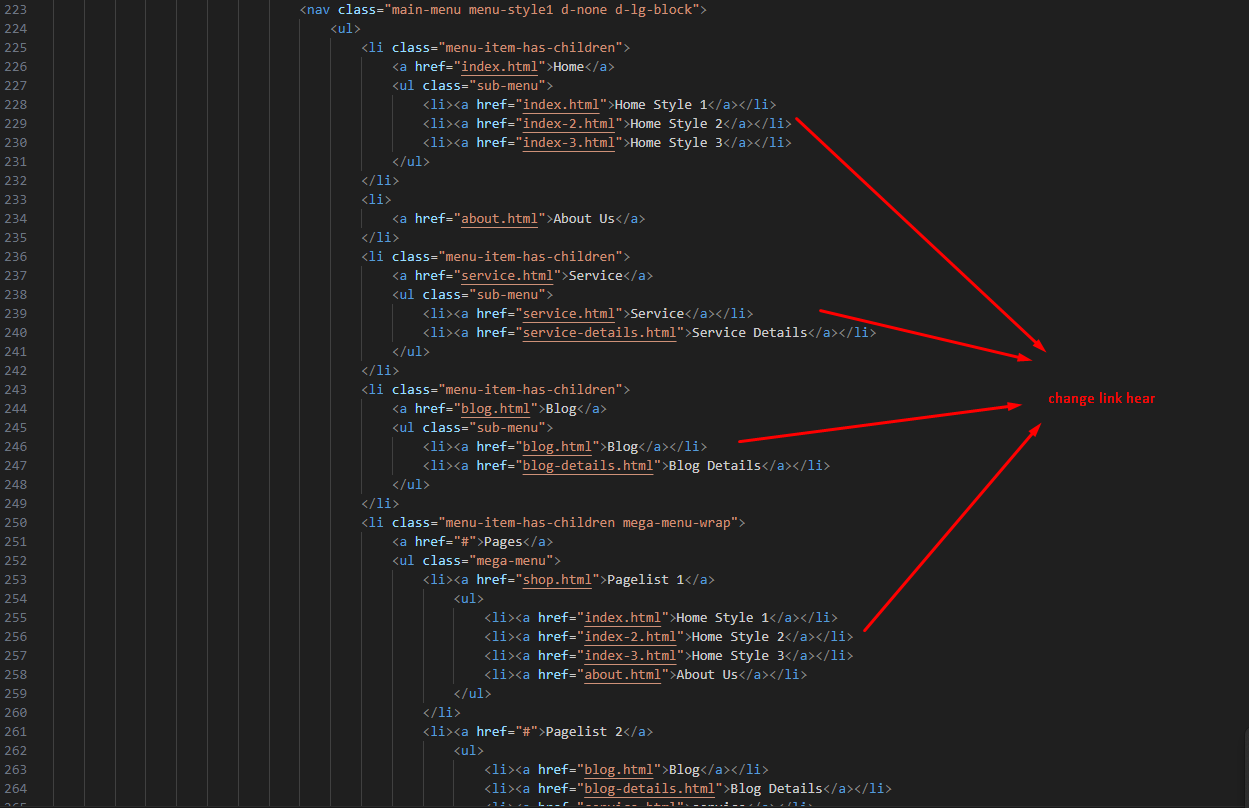 223 <nav class="main-menu menu-style1 d-none d-lg-block">
224 <ul>
225 <li class="menu-item-has-children">
226 <a href="index.html">Home</a>
227 <ul class="sub-menu">
228 <li><a href="index.html">Home Style 1</a></li>
229 <li><a href="index-2.html">Home Style 2</a></li>
230 <li><a href="index-3.html">Home Style 3</a></li>
231 </ul>
232 </li>
233 <li>
234 <a href="about.html">About Us</a>
235 </li>
236 <li class="menu-item-has-children">
237 <a href="service.html">Service</a>
238 <ul class="sub-menu">
239 <li><a href="service.html">Service</a></li>
240 <li><a href="service-details.html">Service Details</a></li>
241 </ul>
242 </li>
243 <li class="menu-item-has-children">
change link hear
244 <a href="blog.html">Blog</a>
245 <ul class="sub-menu">
246 <li><a href="blog.html">Blog</a></li>
247 <li><a href="blog-details.html">Blog Details</a></li>
248 </ul>
249 </li>
250 <li class="menu-item-has-children mega-menu-wrap">
251 <a href="#">Pages</a>
252 <ul class="mega-menu">
253 <li><a href="shop.html">Pagelist 1</a>
254 <ul>
255 <li><a href="index.html">Home Style 1</a></li>
256 <li><a href="index-2.html">Home Style 2</a></li>
257 <li><a href="index-3.html">Home Style 3</a></li>
258 <li><a href="about.html">About Us</a></li>
259 </ul>
260 </li>
261 <li><a href="#">Pagelist 2</a>
262 <ul>
263 <li><a href="blog.html">Blog</a></li>
264 <li><a href="blog-details.html">Blog Details</a></li>